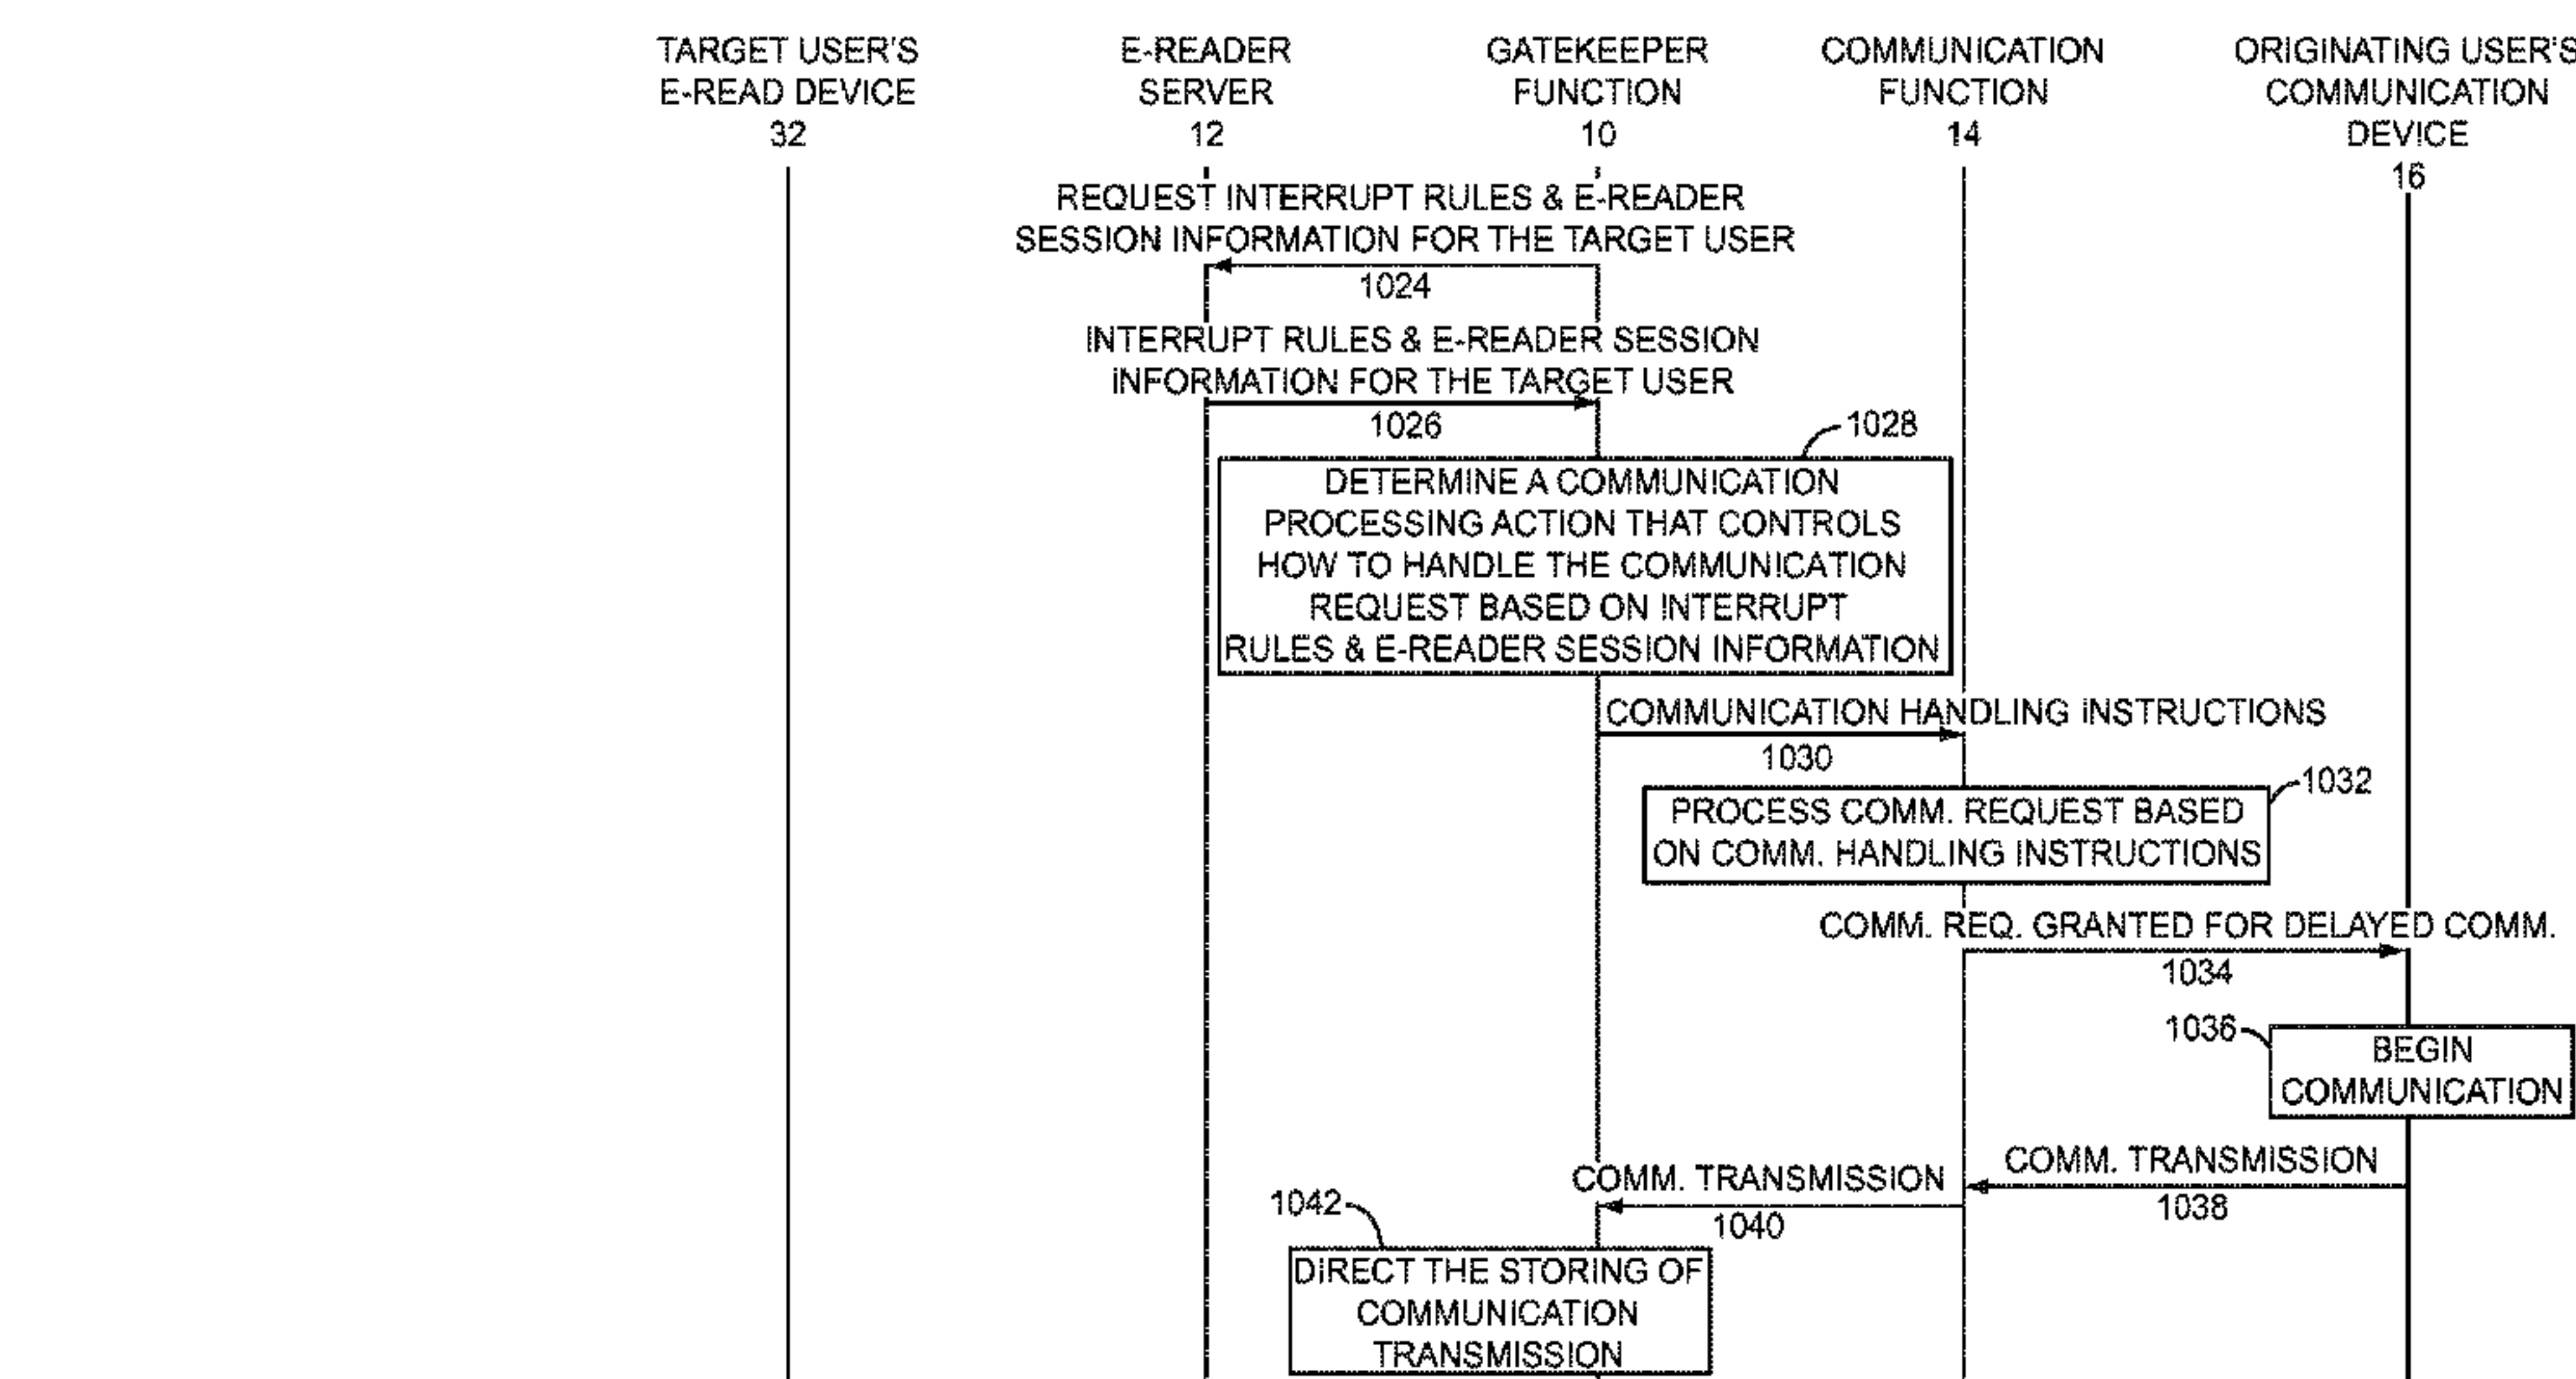 TARGET USER'S
E-READ DEVICE
32
E-READER
SERVER
12
GATEKEEPER
FUNCTION
10
COMMUNICATION
FUNCTION
14
ORIGINATING USER'S
COMMUNICATION
DEVICE
16
REQUEST INTERRUPT RULES & E-READER
SESSION INFORMATION FOR THE TARGET USER
1024
INTERRUPT RULES & E-READER SESSION
INFORMATION FOR THE TARGET USER
1026
1028
DETERMINE A COMMUNICATION
PROCESSING ACTION THAT CONTROLS
HOW TO HANDLE THE COMMUNICATION
REQUEST BASED ON INTERRUPT
RULES & E-READER SESSION INFORMATION
COMMUNICATION HANDLING INSTRUCTIONS
1030
1032
PROCESS COMM. REQUEST BASED
ON COMM. HANDLING INSTRUCTIONS
COMM. REQ. GRANTED FOR DELAYED COMM.
1034
1036
BEGIN
COMMUNICATION
COMM. TRANSMISSION
1038
COMM. TRANSMISSION
1040
1042
DIRECT THE STORING OF
COMMUNICATION
TRANSMISSION